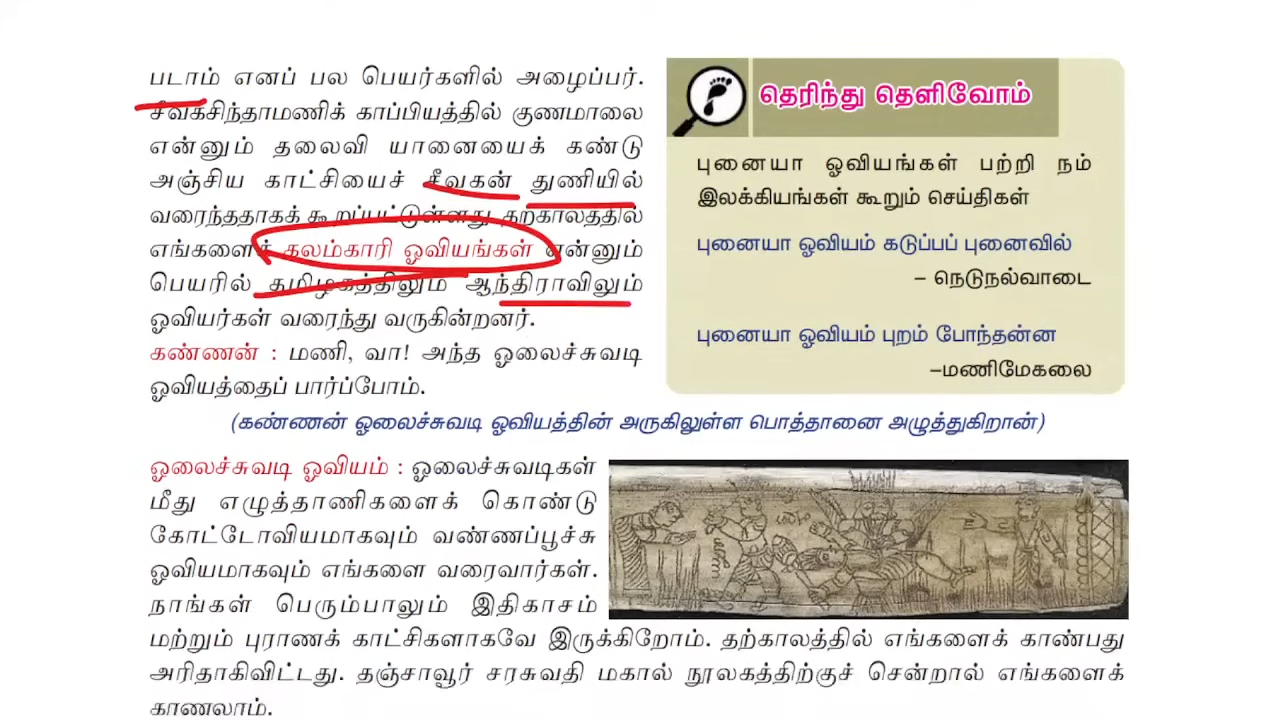 படாம் எனப் பல பெயர்களில் அழைப்பர்.
சீவகசிந்தாமணிக் காப்பியத்தில் குணமாலை
என்னும் தலைவி யானையைக் கண்டு
அஞ்சிய காட்சியைச் சீவகன் துணியில்
வரைந்ததாகக் கூறப்பட்டுள்ளது தற்காலத்தில்
எங்களைக் கலம்காரி ஓவியங்கள் என்னும்
பெயரில் தமிழகத்திலும் ஆந்திராவிலும்
ஓவியர்கள் வரைந்து வருகின்றனர்.
கண்ணன் : மணி, வா! அந்த ஓலைச்சுவடி
ஓவியத்தைப் பார்ப்போம்.
தெரிந்து தெளிவோம்
புனையா ஓவியங்கள் பற்றி நம்
இலக்கியங்கள் கூறும் செய்திகள்
புனையா ஓவியம் கடுப்பப் புனைவில்
– நெடுநல்வாடை
புனையா ஓவியம் புறம் போந்தன்ன
–மணிமேகலை
(கண்ணன் ஓலைச்சுவடி ஓவியத்தின் அருகிலுள்ள பொத்தானை அழுத்துகிறான்)
ஓலைச்சுவடி ஓவியம் : ஓலைச்சுவடிகள்
மீது எழுத்தாணிகளைக் கொண்டு
கோட்டோவியமாகவும் வண்ணப்பூச்சு
ஓவியமாகவும் எங்களை வரைவார்கள்.
நாங்கள் பெரும்பாலும் இதிகாசம்
மற்றும் புராணக் காட்சிகளாகவே இருக்கிறோம். தற்காலத்தில் எங்களைக் காண்பது
அரிதாகிவிட்டது. தஞ்சாவூர் சரசுவதி மகால் நூலகத்திற்குச் சென்றால் எங்களைக்
காணலாம்.